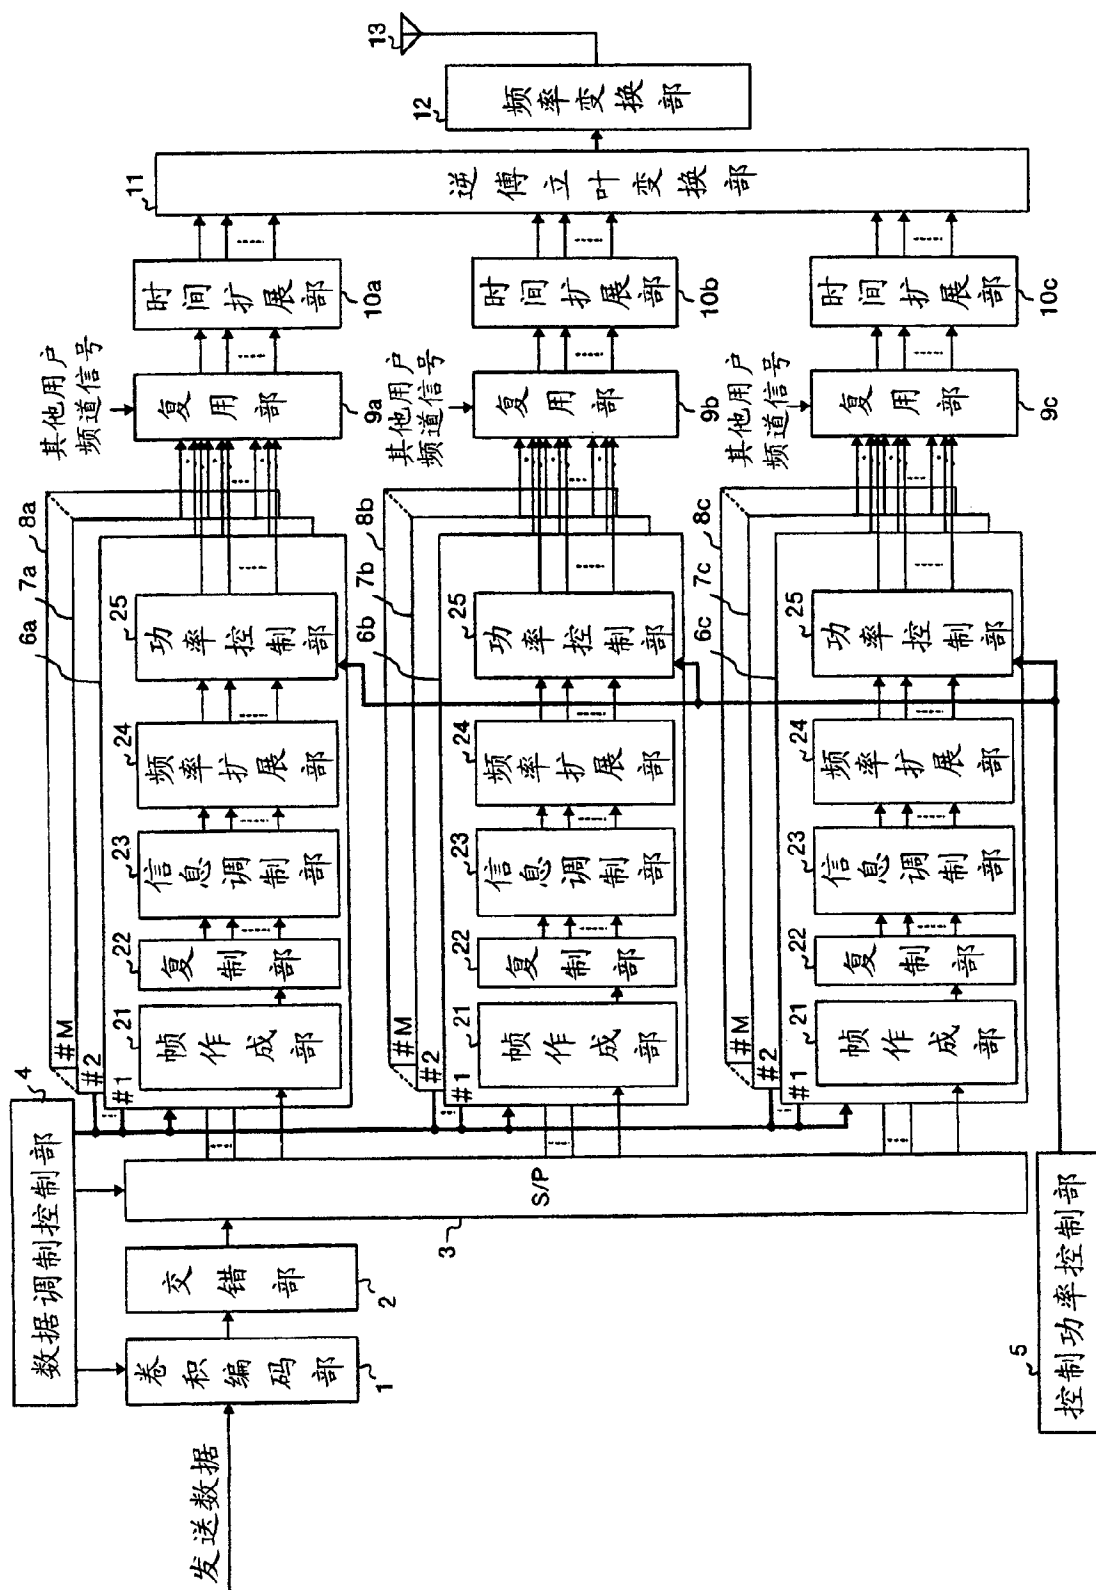 发送数据
卷积编码部
1
交错部
2
数据调制控制部
4
S/P
3
控制功率控制部
5
#1
#2
#M
6a
7a
8a
21
帧作成部
22
复制部
23
信息调制部
24
频率扩展部
25
功率控制部
其他用户
频道信号
复用部
9a
时间扩展部
10a
#1
#2
#M
6b
7b
8b
21
帧作成部
22
复制部
23
信息调制部
24
频率扩展部
25
功率控制部
其他用户
频道信号
复用部
9b
时间扩展部
10b
#1
#2
#M
6c
7c
8c
21
帧作成部
22
复制部
23
信息调制部
24
频率扩展部
25
功率控制部
其他用户
频道信号
复用部
9c
时间扩展部
10c
11
逆傅立叶变换部
12
频率变换部
13